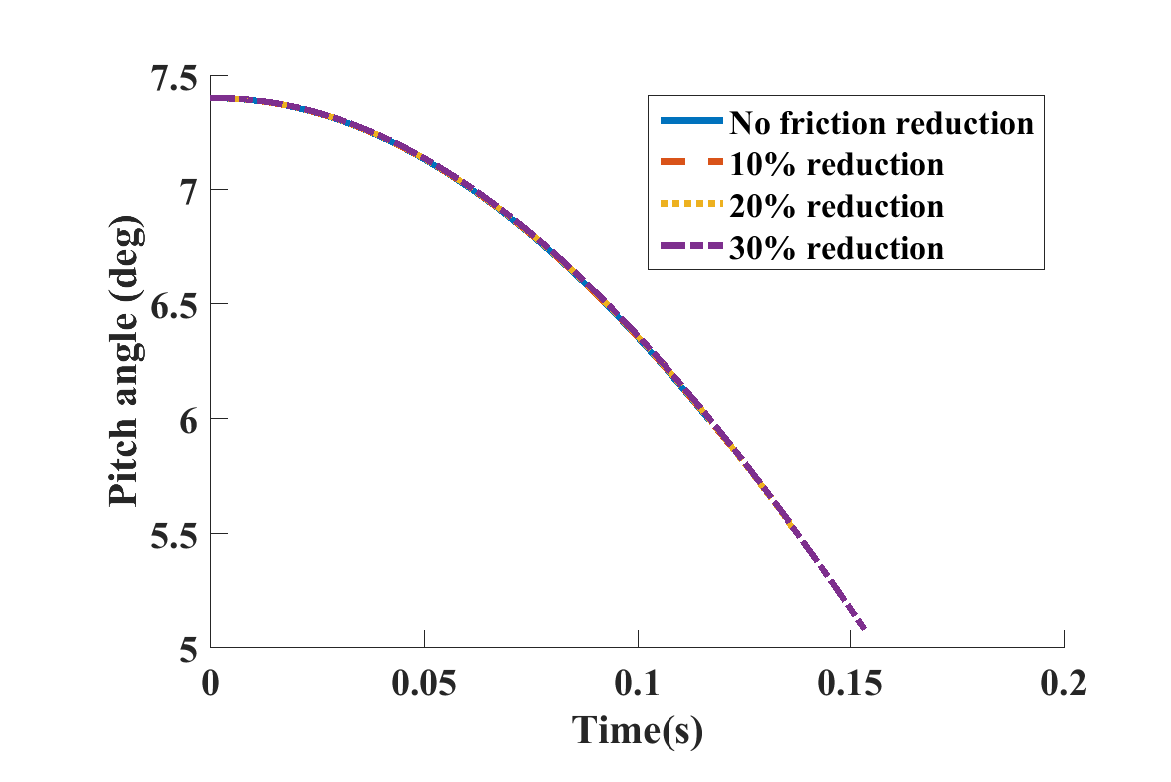 7.5
7
6.5
6
5.5
5
Pitch angle (deg)
No friction reduction
10% reduction
20% reduction
30% reduction
0
0.05
0.1
0.15
0.2
Time(s)